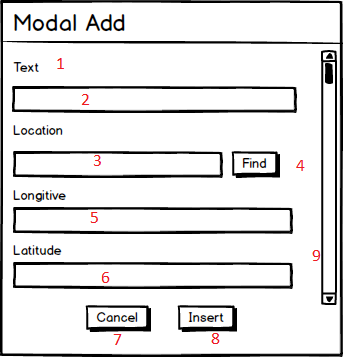 Modal Add
Text 1
2
Location
3 Find 4
Longitive
5
9
Latitude
6
Cancel Insert
7 8